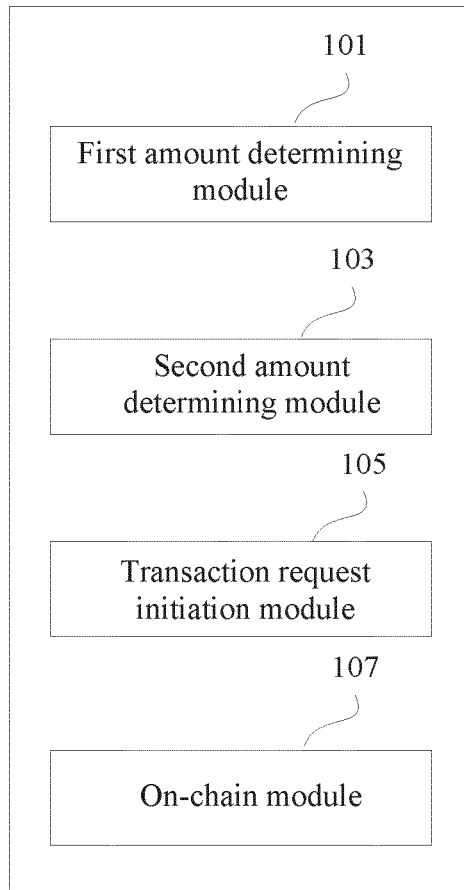 101
First amount determining
module
103
Second amount
determining module
105
Transaction request
initiation module
107
On-chain module